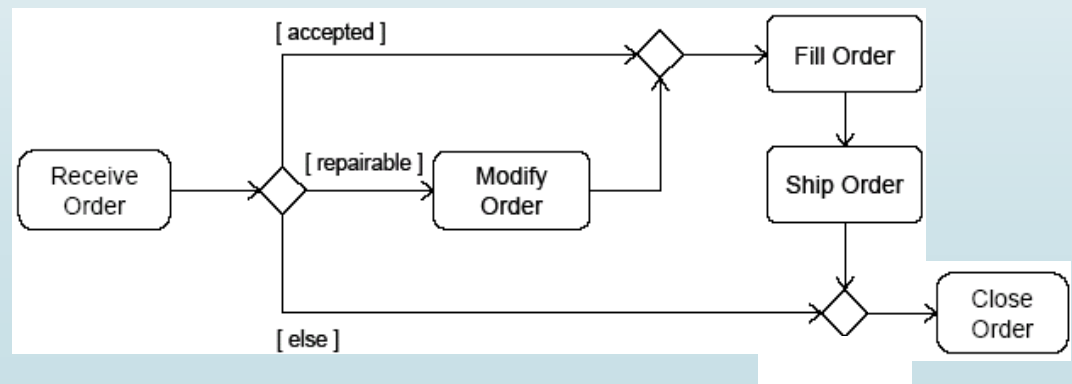 [ accepted ]
Fill Order
[ repairable ]
Receive
Order
Modify
Order
Ship Order
Close
Order
[ else ]